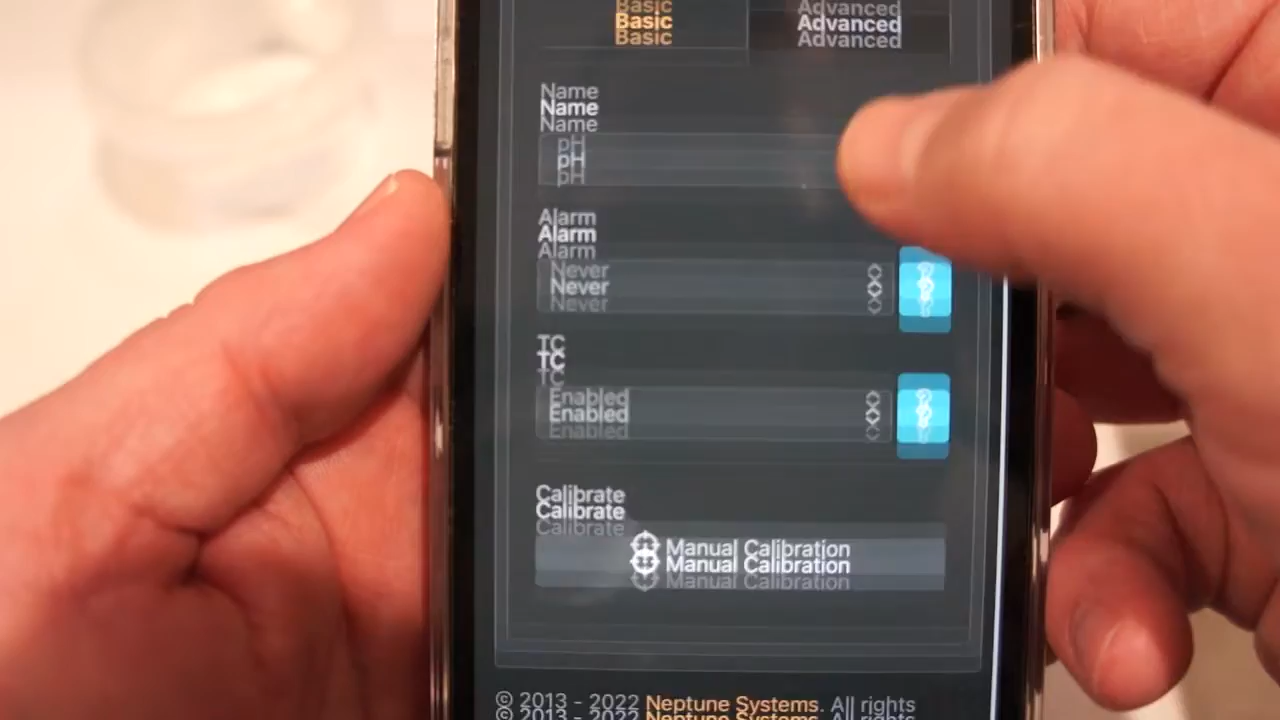 Basic Advanced
Name
pH
Alarm
Never
TC
Enabled
Calibrate
Manual Calibration
© 2013 - 2022 Neptune Systems. All rights